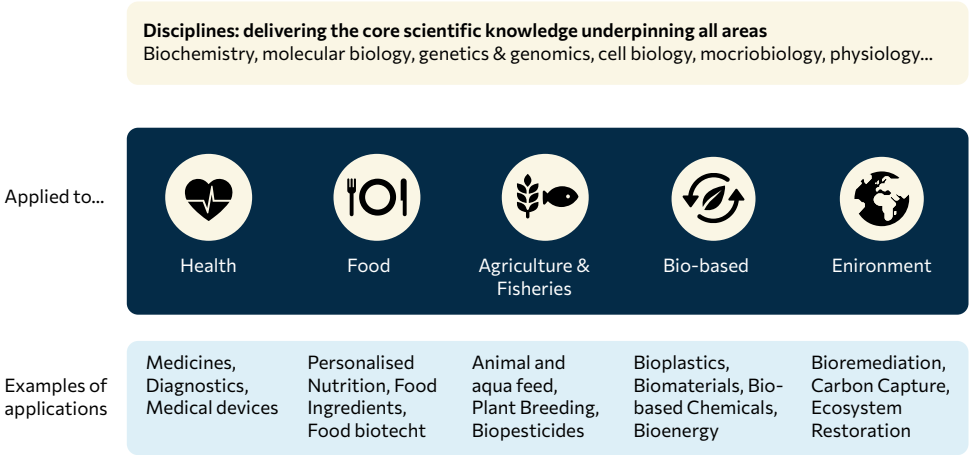 Disciplines: delivering the core scientific knowledge underpinning all areas
Biochemistry, molecular biology, genetics & genomics, cell biology, mocriobiology, physiology...
Applied to...
Health
Food
Agriculture &
Fisheries
Bio-based
Enironment
Examples of
applications
Medicines,
Diagnostics,
Medical devices
Personalised
Nutrition, Food
Ingredients,
Food biotecht
Animal and
aqua feed,
Plant Breeding,
Biopesticides
Bioplastics,
Biomaterials, Bio-
based Chemicals,
Bioenergy
Bioremediation,
Carbon Capture,
Ecosystem
Restoration